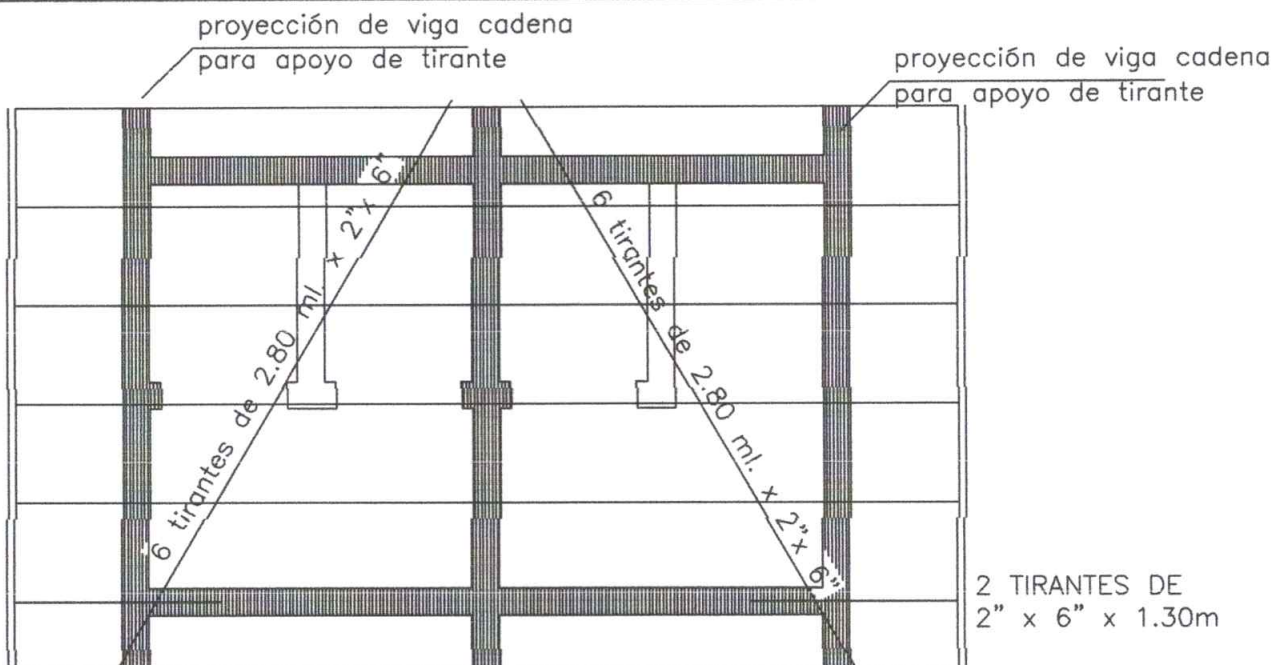 proyección de viga cadena
para apoyo de tirante
proyección de viga cadena
para apoyo de tirante
6 tirantes de 2.80 ml. x 2"x 6"
6 tirantes de 2.80 ml. x 2"x 6"
2 TIRANTES DE
2" x 6" x 1.30m